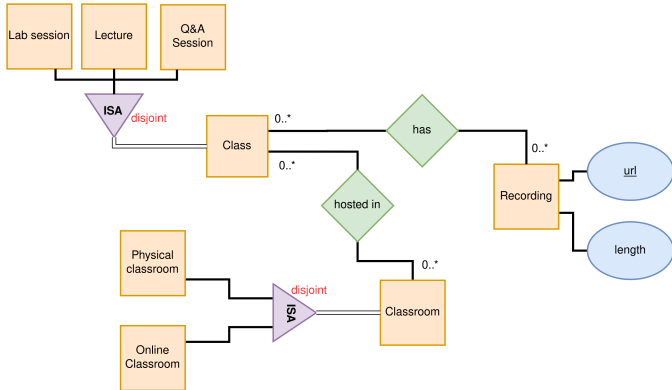 Lab session
Lecture
Q&A
Session
ISA
disjoint
Class
0..*
0..*
has
0..*
Recording
url
length
hosted in
0..*
Physical
classroom
disjoint
ISA
Classroom
Online
Classroom